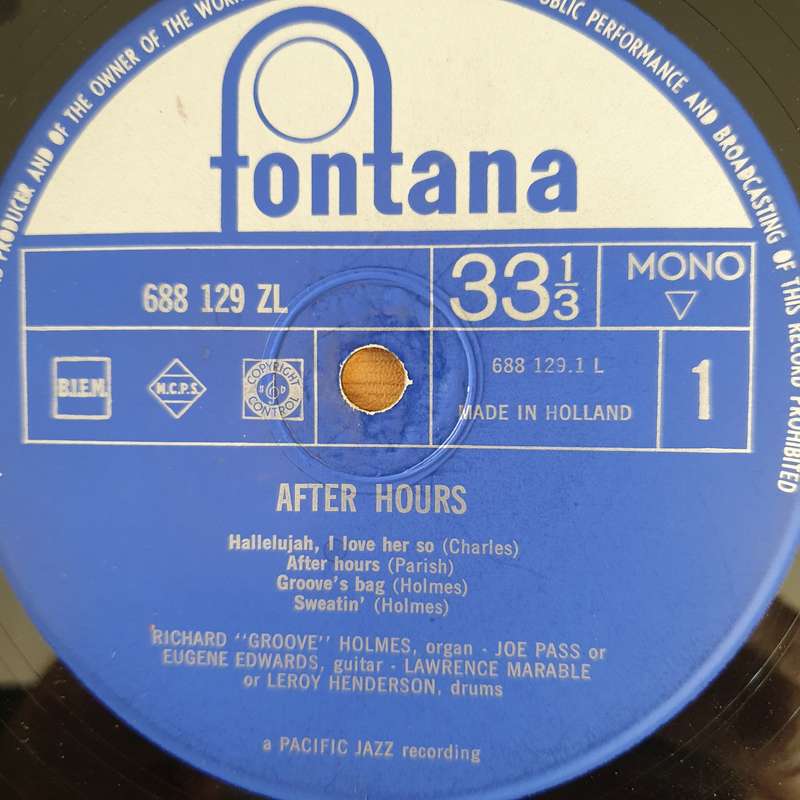 PRODUCER AND OF THE OWNER OF THE
PUBLIC PERFORMANCE AND BROADCASTING OF THIS RECORD PROHIBITED
fontana
688 129 ZL
33 1/3
MONO
B.I.E.M.
M.C.P.S.
COPYRIGHT
CONTROL
688 129.1 L
MADE IN HOLLAND
1
AFTER HOURS
Hallelujah, I love her so (Charles)
After hours (Parish)
Groove's bag (Holmes)
Sweatin' (Holmes)
RICHARD "GROOVE" HOLMES, organ - JOE PASS or
EUGENE EDWARDS, guitar - LAWRENCE MARABLE
or LEROY HENDERSON, drums
a PACIFIC JAZZ recording